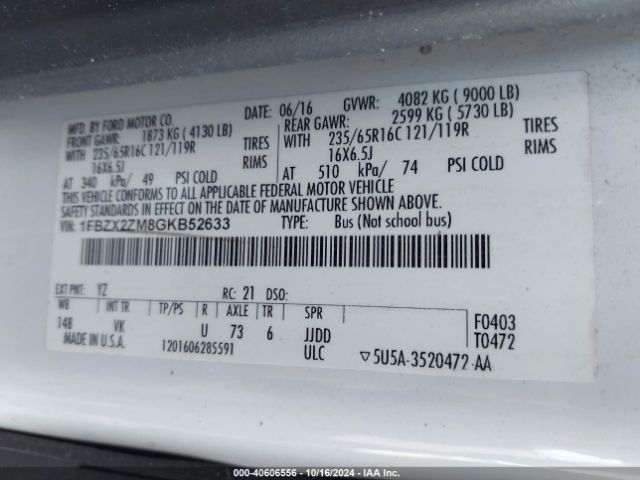 MFD. BY FORD MOTOR CO.
DATE: 06/16 GVWR: 4082 KG ( 9000 LB)
FRONT GAWR: 1873 KG ( 4130 LB)
REAR GAWR: 2599 KG ( 5730 LB)
WITH 235/65R16C 121/119R TIRES
WITH 235/65R16C 121/119R TIRES
16X6.5J RIMS
16X6.5J RIMS
AT 340 kPa/ 49 PSI COLD
AT 510 kPa/ 74 PSI COLD
THIS VEHICLE CONFORMS TO ALL APPLICABLE FEDERAL MOTOR VEHICLE
SAFETY STANDARDS IN EFFECT ON THE DATE OF MANUFACTURE SHOWN ABOVE.
VIN: 1FBZX2ZM8GKB52633 TYPE: Bus (Not school bus)
EXT PNT: YZ RC: 21 DSO:
WB INT TR TP/PS R AXLE TR SPR
148 VK U 73 6 JJDD F0403
MADE IN U.S.A. 1201606285591 ULC T0472
▽5U5A-3520472-AA
000-40606556 - 10/16/2024 - IAA Inc.